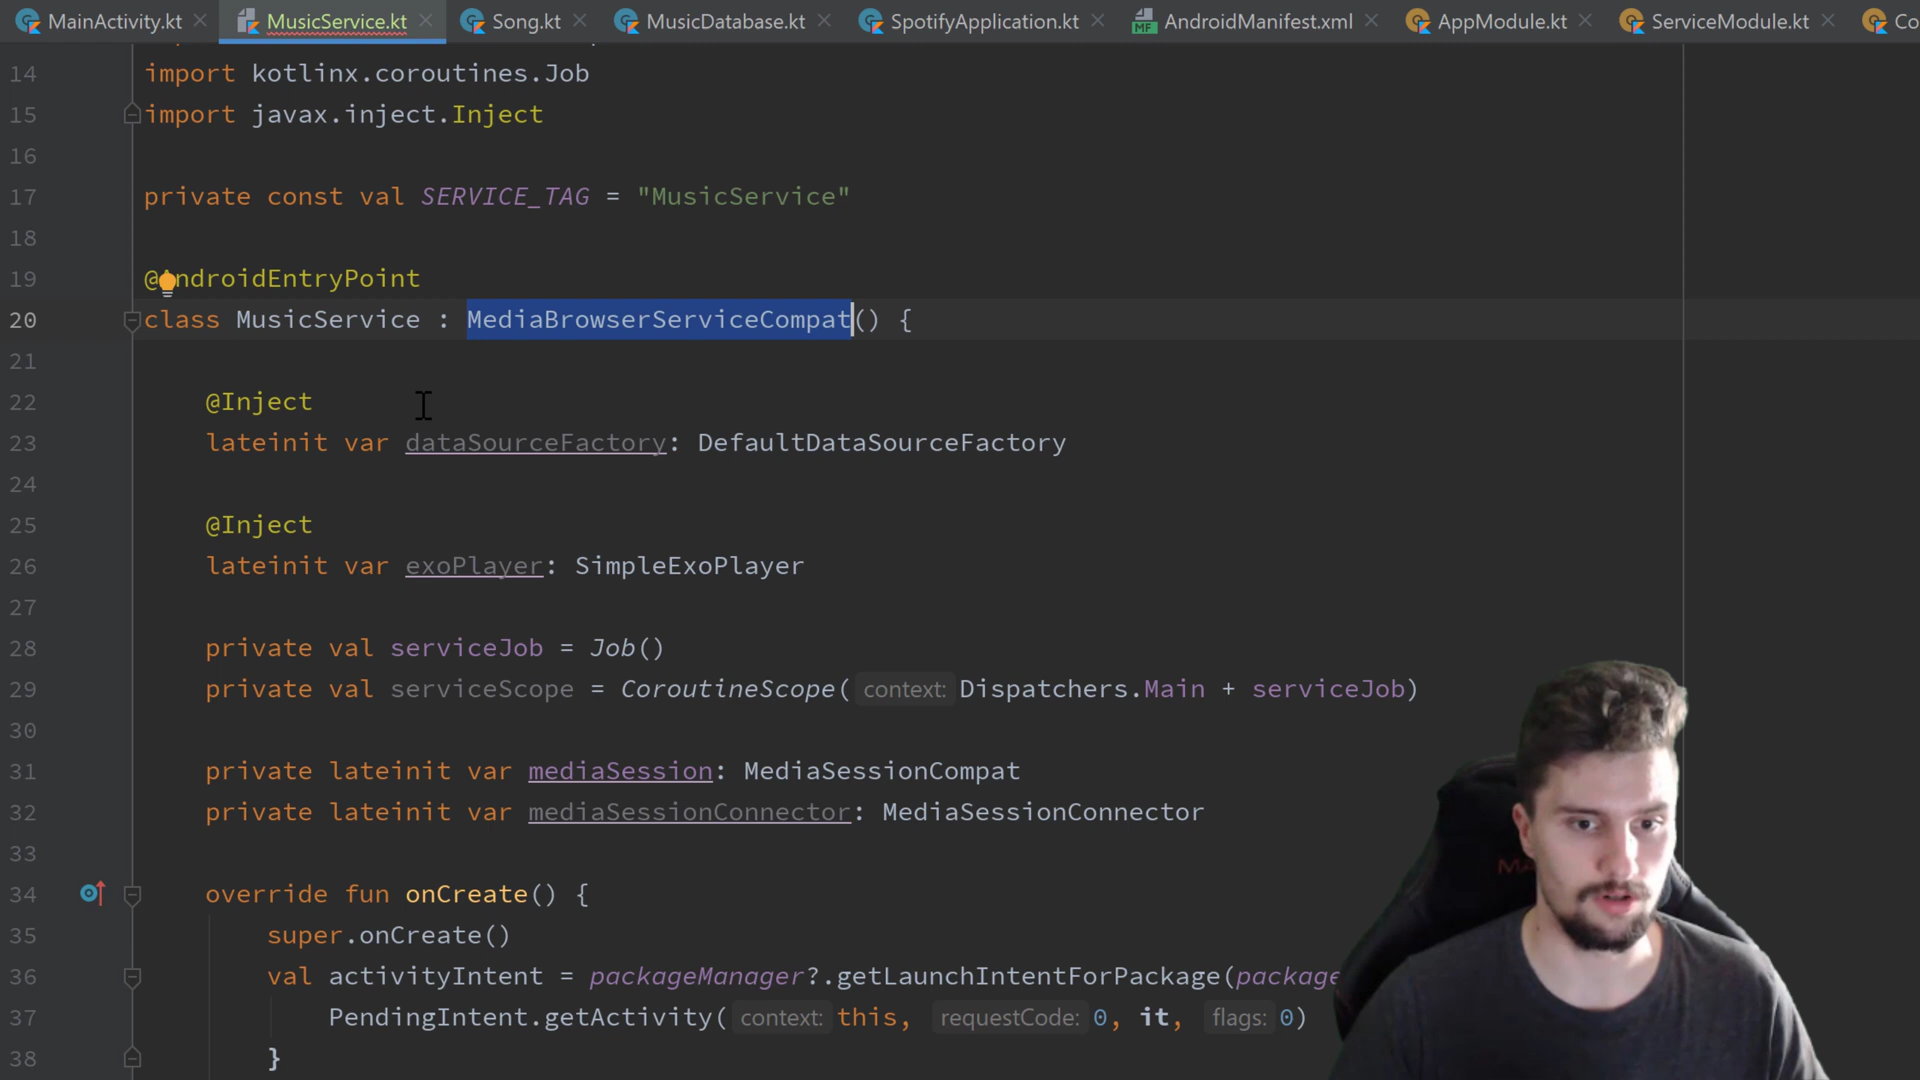 MainActivity.kt MusicService.kt Song.kt MusicDatabase.kt SpotifyApplication.kt AndroidManifest.xml AppModule.kt ServiceModule.kt Co
14 import kotlinx.coroutines.Job
15 import javax.inject.Inject
16
17 private const val SERVICE_TAG = "MusicService"
18
19 @AndroidEntryPoint
20 class MusicService : MediaBrowserServiceCompat() {
21
22 @Inject
23 lateinit var dataSourceFactory: DefaultDataSourceFactory
24
25 @Inject
26 lateinit var exoPlayer: SimpleExoPlayer
27
28 private val serviceJob = Job()
29 private val serviceScope = CoroutineScope( context: Dispatchers.Main + serviceJob)
30
31 private lateinit var mediaSession: MediaSessionCompat
32 private lateinit var mediaSessionConnector: MediaSessionConnector
33
34 override fun onCreate() {
35 super.onCreate()
36 val activityIntent = packageManager?.getLaunchIntentForPackage(package
37 PendingIntent.getActivity( context: this, requestCode: 0, it, flags: 0)
38 }